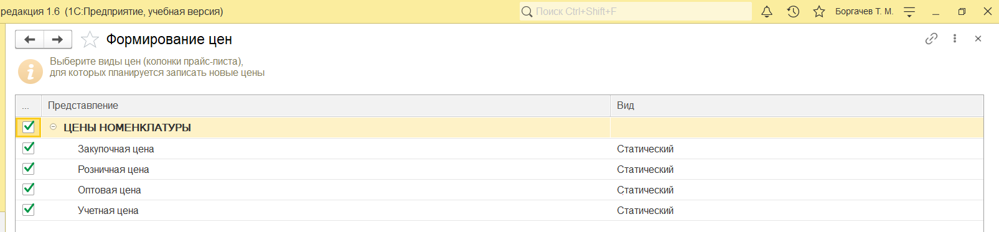 редакция 1.6 (1С:Предприятие, учебная версия)
Поиск Ctrl+Shift+F
Боргачев Т. М.
Формирование цен
Выберите виды цен (колонки прайс-листа),
для которых планируется записать новые цены
... Представление Вид
ЦЕНЫ НОМЕНКЛАТУРЫ
Закупочная цена Статический
Розничная цена Статический
Оптовая цена Статический
Учетная цена Статический